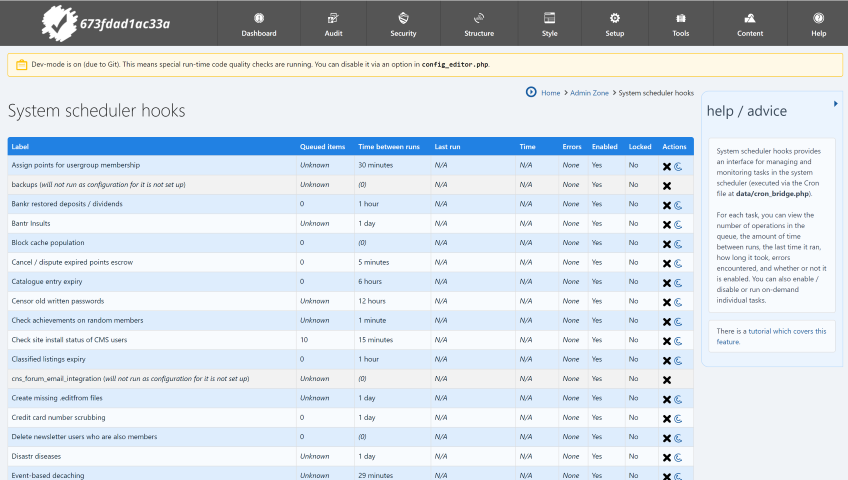 673fdad1ac33a
Dashboard
Audit
Security
Structure
Style
Setup
Tools
Content
Help
Dev-mode is on (due to Git). This means special run-time code quality checks are running. You can disable it via an option in config_editor.php.
Home > Admin Zone > System scheduler hooks
System scheduler hooks
Label Queued items Time between runs Last run Time Errors Enabled Locked Actions
Assign points for usergroup membership Unknown 30 minutes N/A N/A None Yes No
backups (will not run as configuration for it is not set up) Unknown (0) N/A N/A None Yes No
Bankr restored deposits / dividends 0 1 hour N/A N/A None Yes No
Bantr Insults Unknown 1 day N/A N/A None Yes No
Block cache population 0 (0) N/A N/A None Yes No
Cancel / dispute expired points escrow 0 5 minutes N/A N/A None Yes No
Catalogue entry expiry 0 6 hours N/A N/A None Yes No
Censor old written passwords Unknown 12 hours N/A N/A None Yes No
Check achievements on random members Unknown 1 minute N/A N/A None Yes No
Check site install status of CMS users 10 15 minutes N/A N/A None Yes No
Classified listings expiry 0 1 hour N/A N/A None Yes No
cns_forum_email_integration (will not run as configuration for it is not set up) Unknown (0) N/A N/A None Yes No
Create missing .editfrom files Unknown 1 day N/A N/A None Yes No
Credit card number scrubbing 0 1 day N/A N/A None Yes No
Delete newsletter users who are also members 0 (0) N/A N/A None Yes No
Disastr diseases Unknown 1 day N/A N/A None Yes No
Event-based decaching Unknown 29 minutes N/A N/A None Yes No
help / advice
System scheduler hooks provides
an interface for managing and
monitoring tasks in the system
scheduler (executed via the Cron
file at data/cron_bridge.php).
For each task, you can view the
number of operations in the
queue, the amount of time
between runs, the last time it ran,
how long it took, errors
encountered, and whether or not it
is enabled. You can also enable /
disable or run on-demand
individual tasks.
There is a tutorial which covers this
feature.